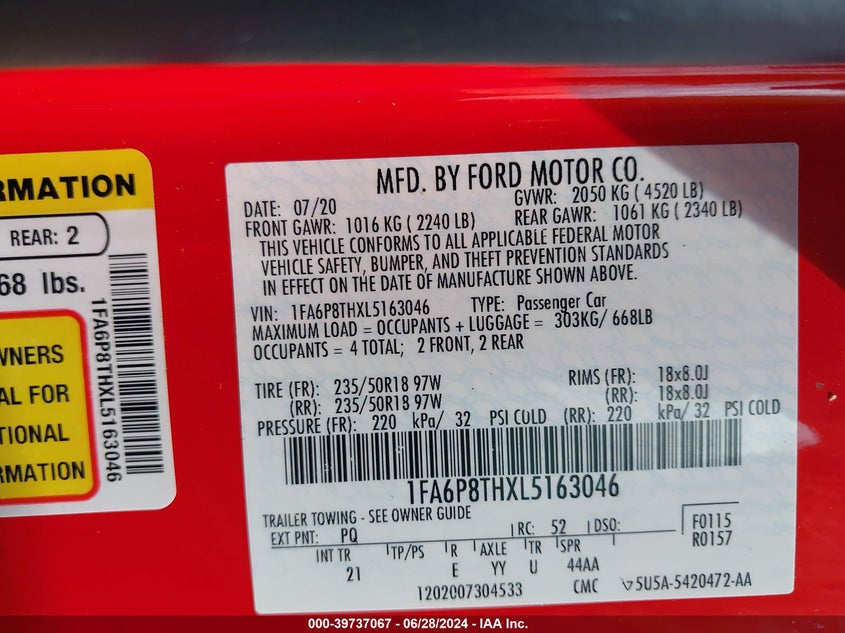 RMATION
REAR: 2
68 lbs.
WNERS
AL FOR
TIONAL
RMATION
1FA6P8THXL5163046
MFD. BY FORD MOTOR CO.
DATE: 07/20 GVWR: 2050 KG ( 4520 LB)
FRONT GAWR: 1016 KG ( 2240 LB) REAR GAWR: 1061 KG ( 2340 LB)
THIS VEHICLE CONFORMS TO ALL APPLICABLE FEDERAL MOTOR
VEHICLE SAFETY, BUMPER, AND THEFT PREVENTION STANDARDS
IN EFFECT ON THE DATE OF MANUFACTURE SHOWN ABOVE.
VIN: 1FA6P8THXL5163046 TYPE: Passenger Car
MAXIMUM LOAD = OCCUPANTS + LUGGAGE = 303KG/ 668LB
OCCUPANTS = 4 TOTAL; 2 FRONT, 2 REAR
TIRE (FR): 235/50R18 97W RIMS (FR): 18x8.0J
(RR): 235/50R18 97W (RR): 18x8.0J
PRESSURE (FR): 220 kPa/ 32 PSI COLD (RR): 220 kPa/ 32 PSI COLD
1FA6P8THXL5163046
TRAILER TOWING - SEE OWNER GUIDE
EXT PNT: PQ RC: 52 DSO: F0115
R0157
INT TR TP/PS R AXLE TR SPR
21 E YY U 44AA
1202007304533 CMC 5U5A-5420472-AA
000-39737067 - 06/28/2024 - IAA Inc.